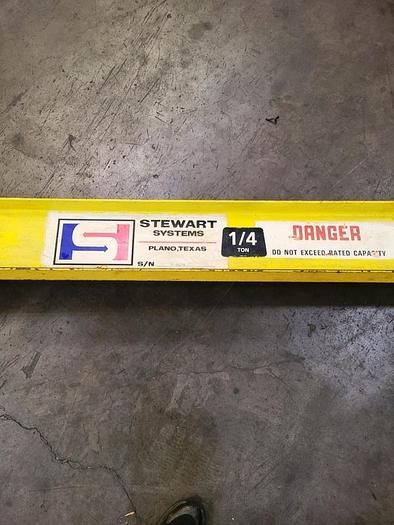 STEWART
SYSTEMS
PLANO, TEXAS
S/N
1/4
TON
DANGER
DO NOT EXCEED RATED CAPACITY